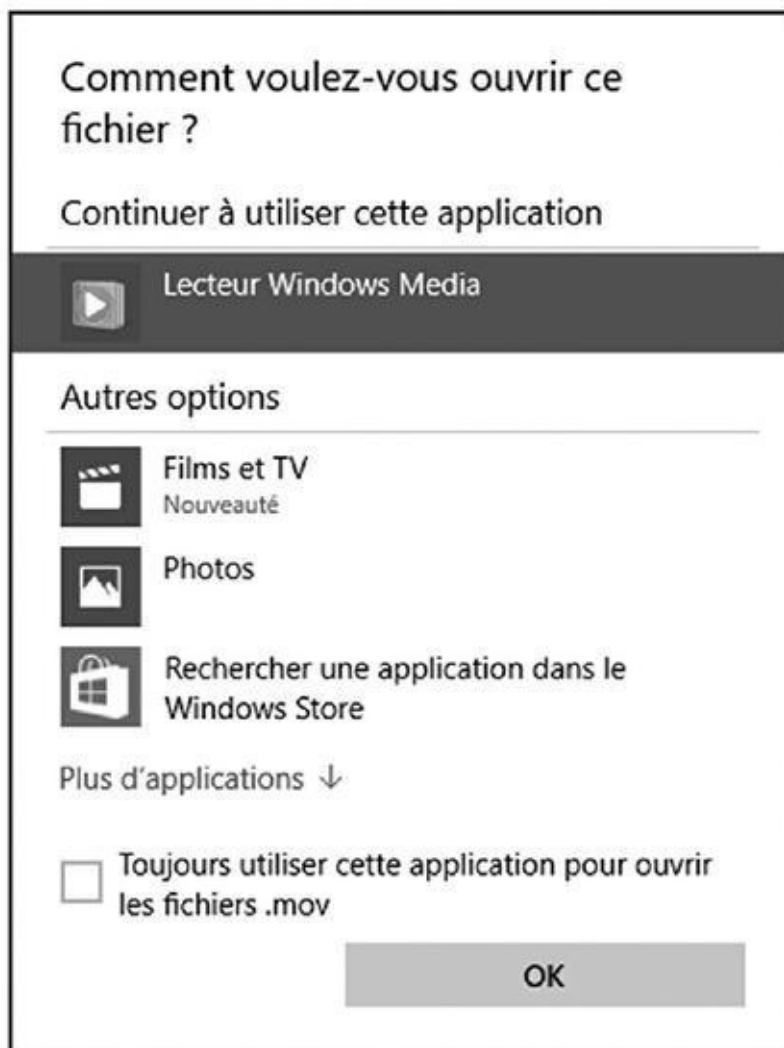 Comment voulez-vous ouvrir ce
fichier ?
Continuer à utiliser cette application
Lecteur Windows Media
Autres options
Films et TV
Nouveauté
Photos
Rechercher une application dans le
Windows Store
Plus d’applications ↓
Toujours utiliser cette application pour ouvrir
les fichiers .mov
OK